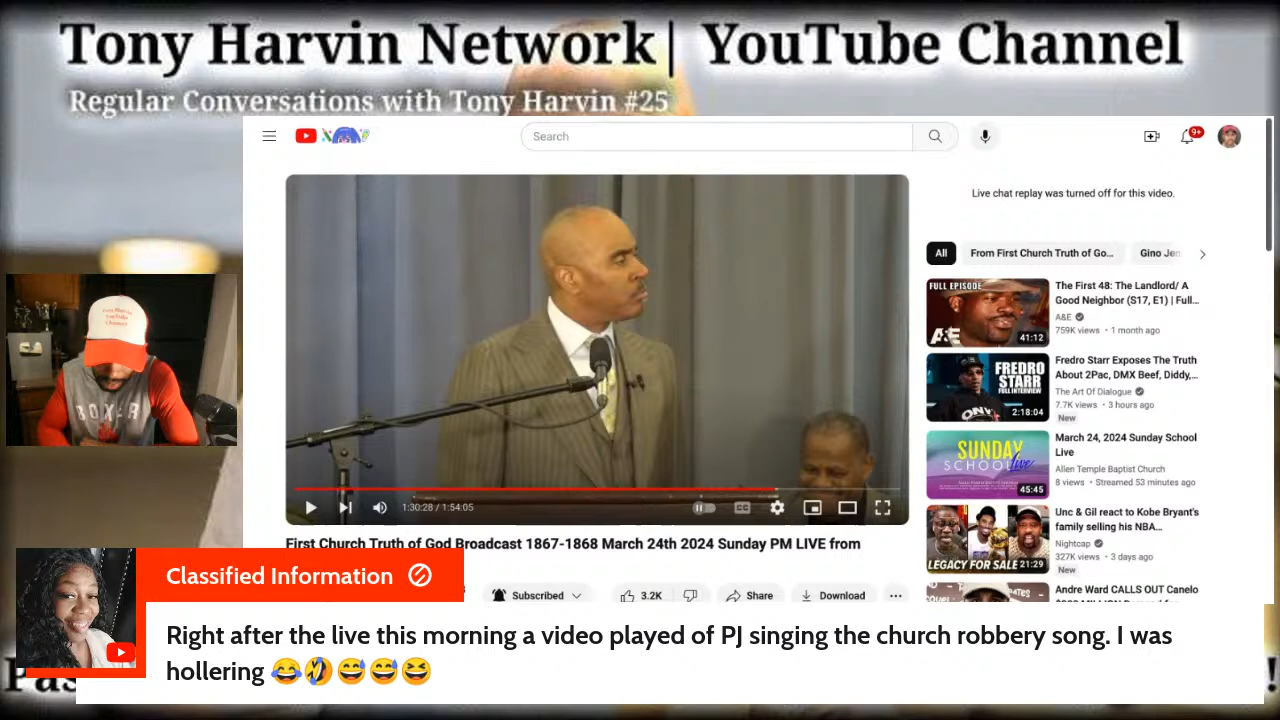 Tony Harvin Network| YouTube Channel
Regular Conversations with Tony Harvin #25
Search
9+
Live chat replay was turned off for this video.
All
From First Church Truth of Go...
Gino Jen
FULL EPISODE
A&E
41:12
The First 48: The Landlord/ A
Good Neighbor (S17, E1) | Full...
A&E
759K views • 1 month ago
FREDRO
STARR
FULL INTERVIEW
2:18:04
Fredro Starr Exposes The Truth
About 2Pac, DMX Beef, Diddy,...
The Art Of Dialogue
7.7K views • 3 hours ago
New
SUNDAY
SCHOOL Live
45:45
March 24, 2024 Sunday School
Live
Allen Temple Baptist Church
8 views • Streamed 53 minutes ago
LEGACY FOR SALE
21:29
Unc & Gil react to Kobe Bryant's
family selling his NBA...
Nightcap
327K views • 3 days ago
New
Andre Ward CALLS OUT Canelo
BOXER
1:30:28 / 1:54:05
CC
First Church Truth of God Broadcast 1867-1868 March 24th 2024 Sunday PM LIVE from
Subscribed
3.2K
Share
Download
Classified Information
Right after the live this morning a video played of PJ singing the church robbery song. I was
hollering 😂🤣😅😅😆